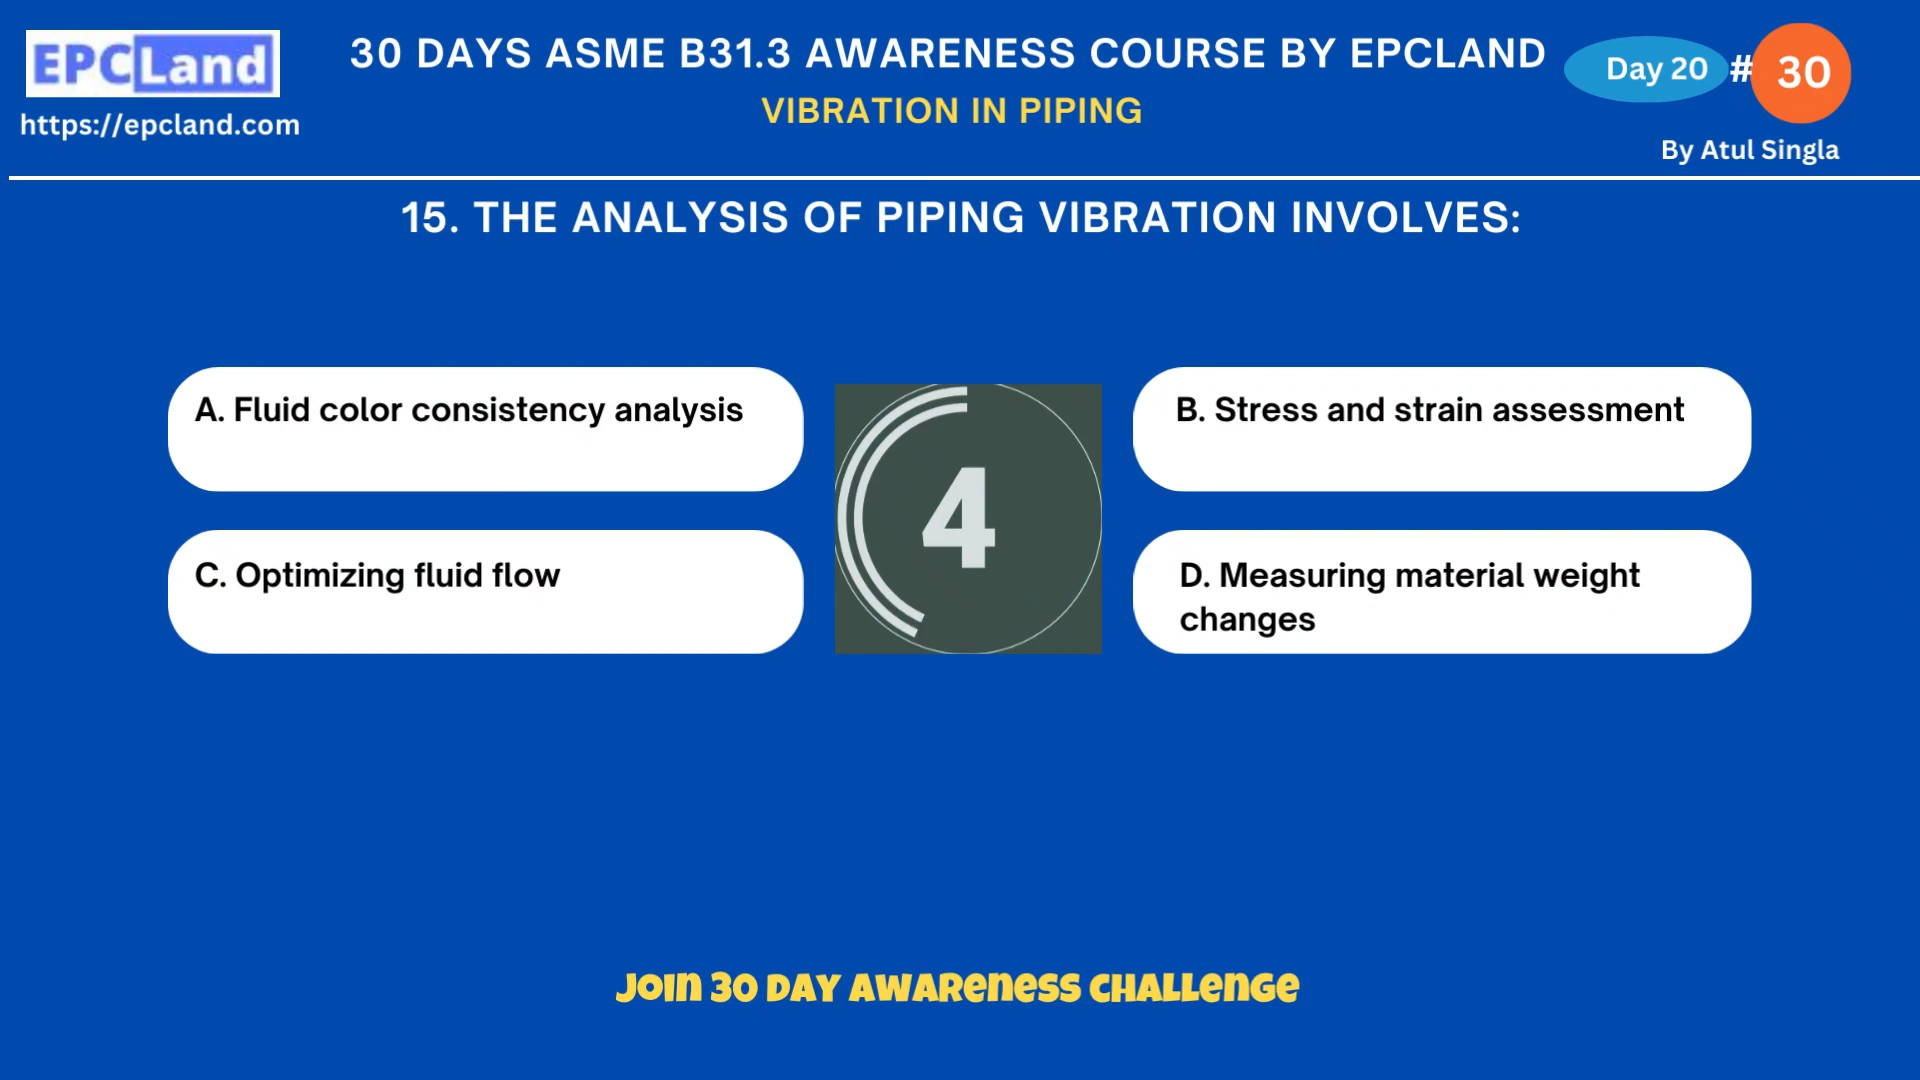 EPCLand
https://epcland.com
30 DAYS ASME B31.3 AWARENESS COURSE BY EPCLAND
VIBRATION IN PIPING
Day 20 # 30
By Atul Singla
15. THE ANALYSIS OF PIPING VIBRATION INVOLVES:
A. Fluid color consistency analysis
B. Stress and strain assessment
4
C. Optimizing fluid flow
D. Measuring material weight
changes
Join 30 Day Awareness Challenge